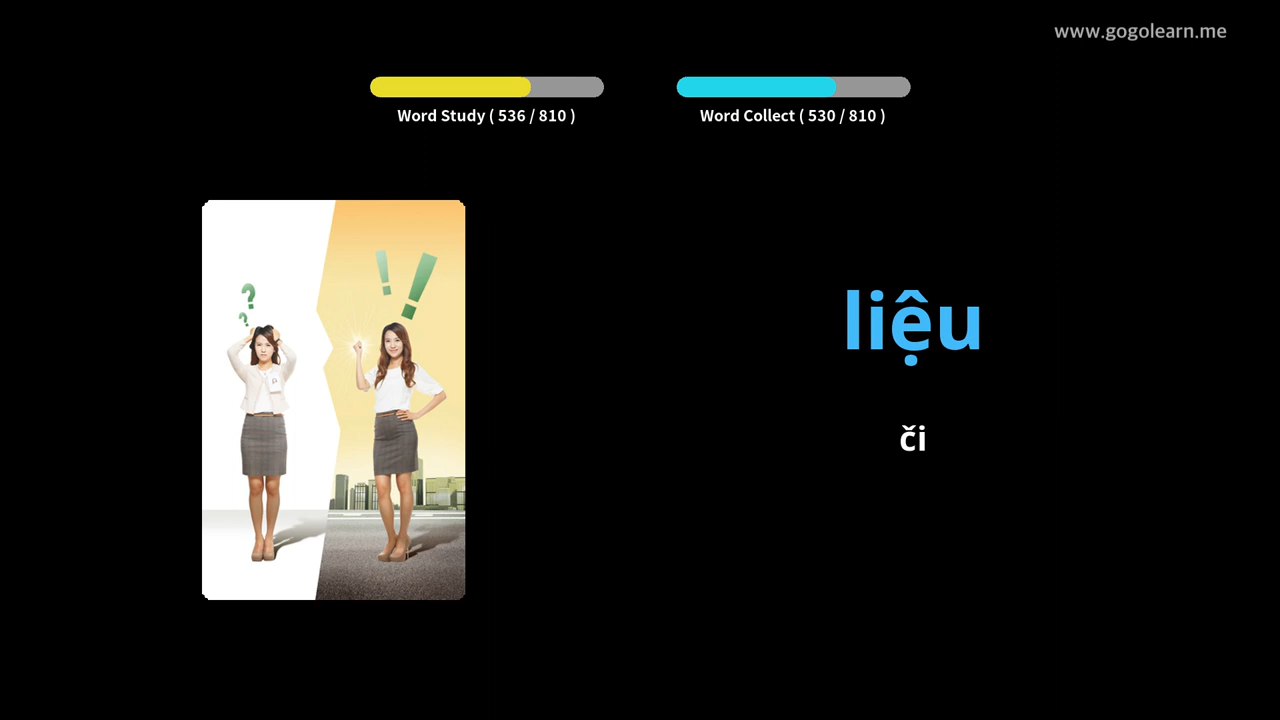 www.gogolearn.me
Word Study ( 536 / 810 )
Word Collect ( 530 / 810 )
? ?
! !
liệu
či